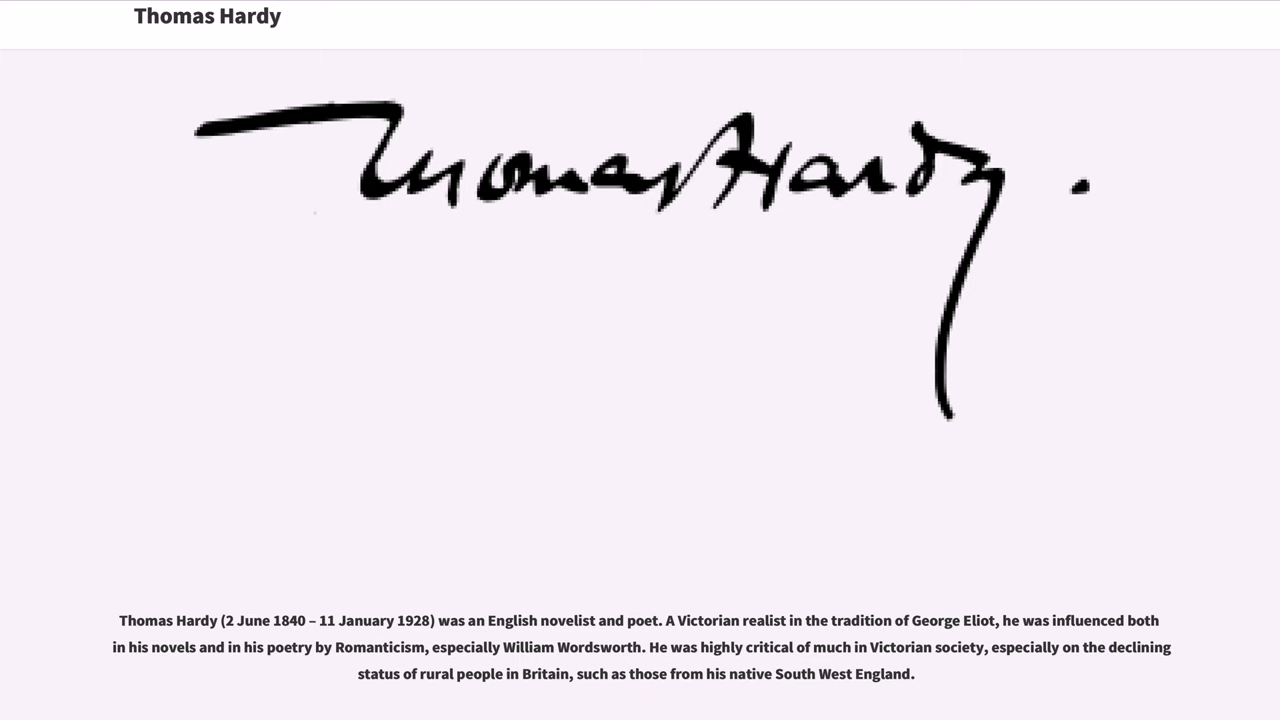 Thomas Hardy
Thomas Hardy.
Thomas Hardy (2 June 1840 – 11 January 1928) was an English novelist and poet. A Victorian realist in the tradition of George Eliot, he was influenced both
in his novels and in his poetry by Romanticism, especially William Wordsworth. He was highly critical of much in Victorian society, especially on the declining
status of rural people in Britain, such as those from his native South West England.